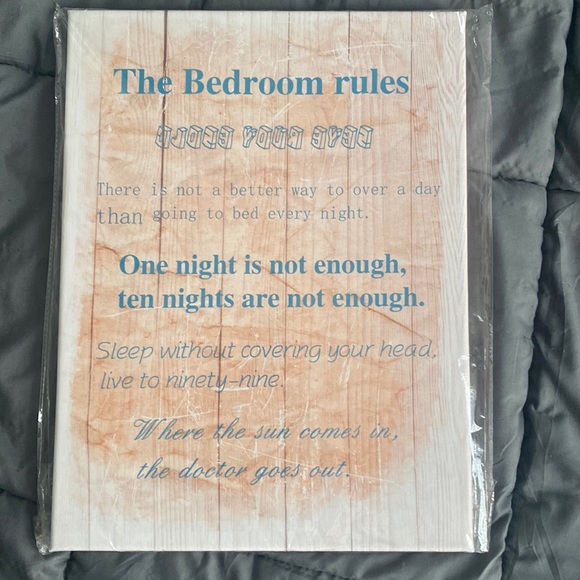 The Bedroom rules
There is not a better way to over a day
than going to bed every night.
One night is not enough,
ten nights are not enough.
Sleep without covering your head,
live to ninety-nine.
Where the sun comes in,
the doctor goes out.